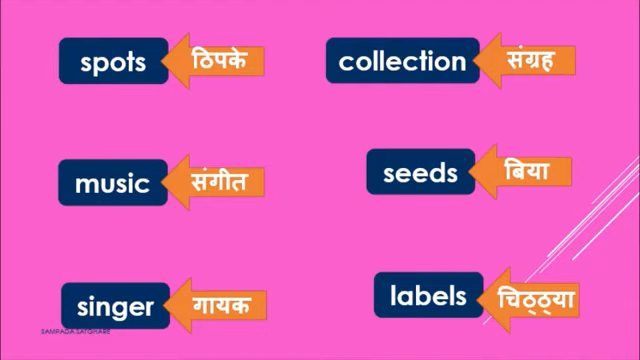 spots ठिपके
collection संग्रह
music संगीत
seeds बिया
singer गायक
labels चिठ्ठ्या
SAMPADA SATGHARE